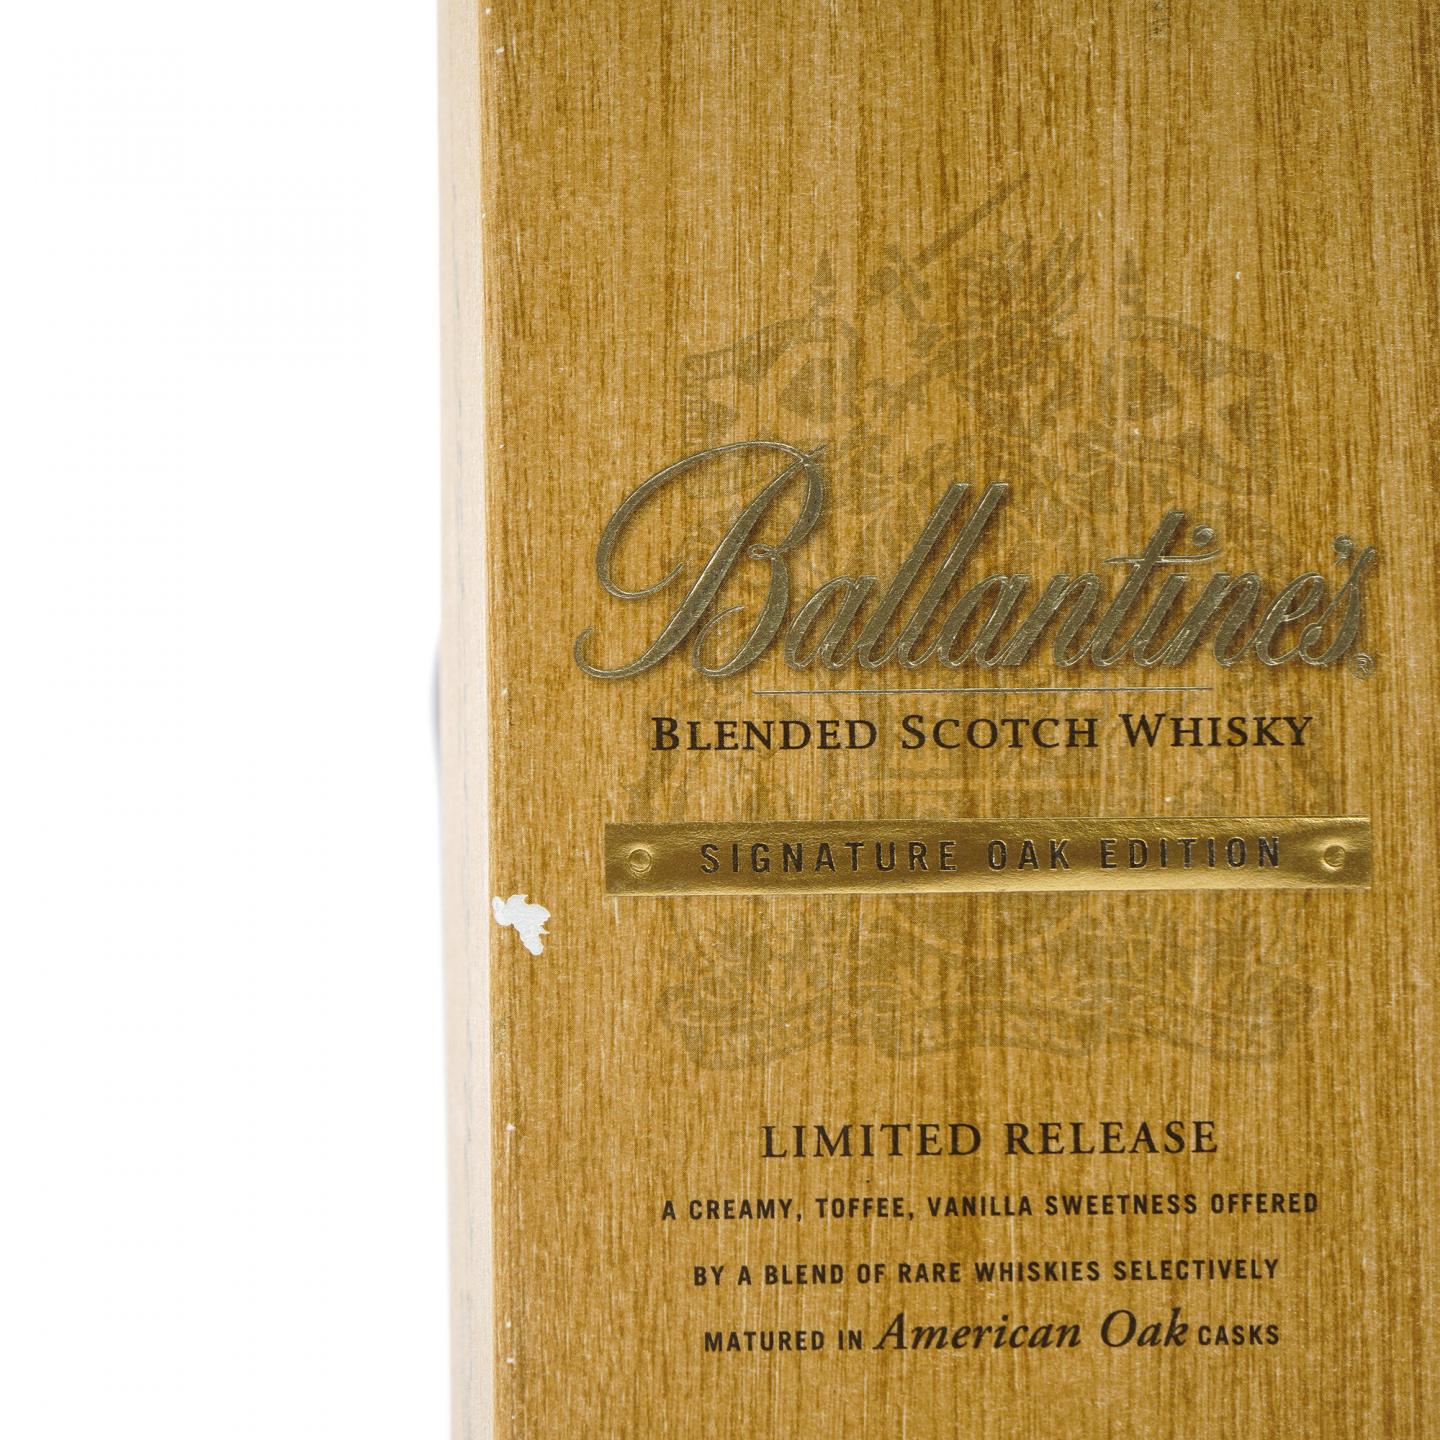 Ballantine's®
BLENDED SCOTCH WHISKY
SIGNATURE OAK EDITION
LIMITED RELEASE
A CREAMY, TOFFEE, VANILLA SWEETNESS OFFERED
BY A BLEND OF RARE WHISKIES SELECTIVELY
MATURED IN American Oak CASKS